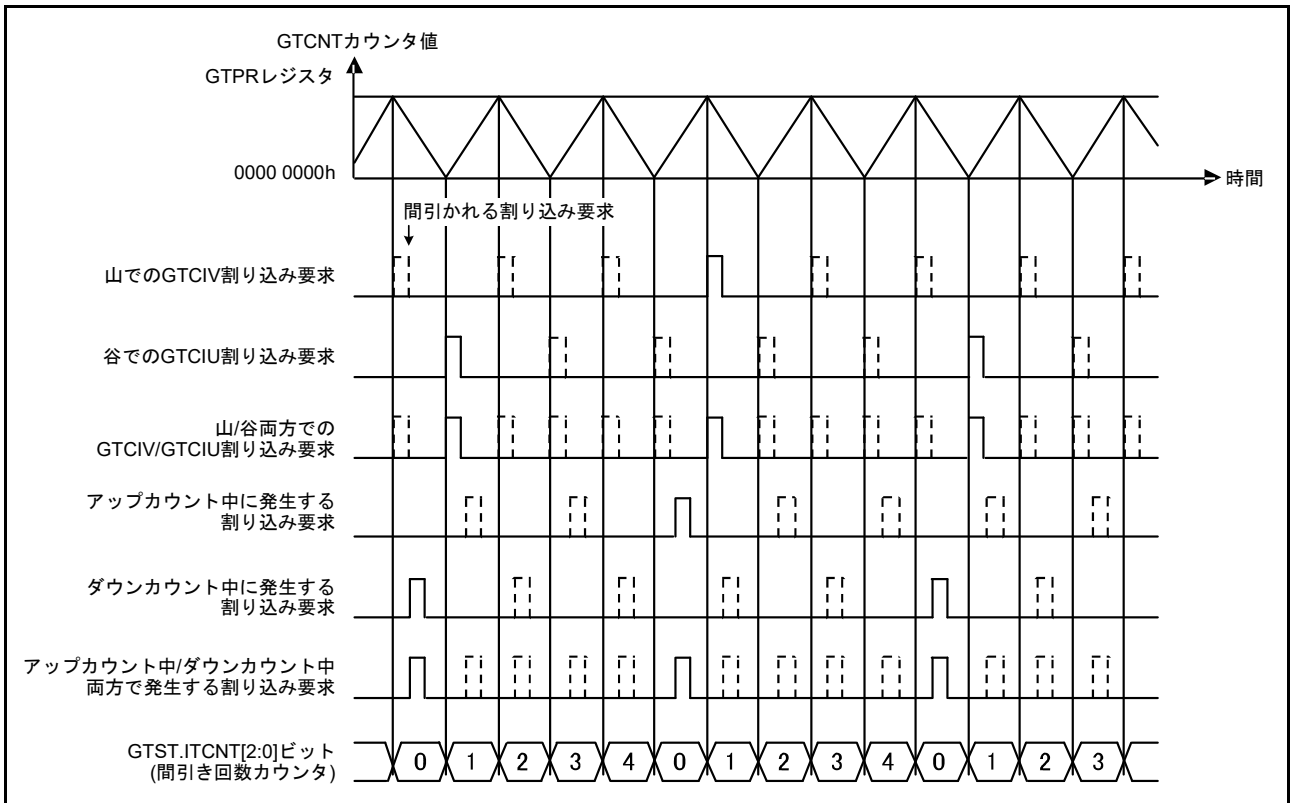 GTCNTカウンタ値
GTPRレジスタ
0000 0000h
時間
間引かれる割り込み要求
山でのGTCIV割り込み要求
谷でのGTCIU割り込み要求
山/谷両方での
GTCIV/GTCIU割り込み要求
アップカウント中に発生する
割り込み要求
ダウンカウント中に発生する
割り込み要求
アップカウント中/ダウンカウント中
両方で発生する割り込み要求
GTST.ITCNT[2:0]ビット
(間引き回数カウンタ)
0 1 2 3 4 0 1 2 3 4 0 1 2 3